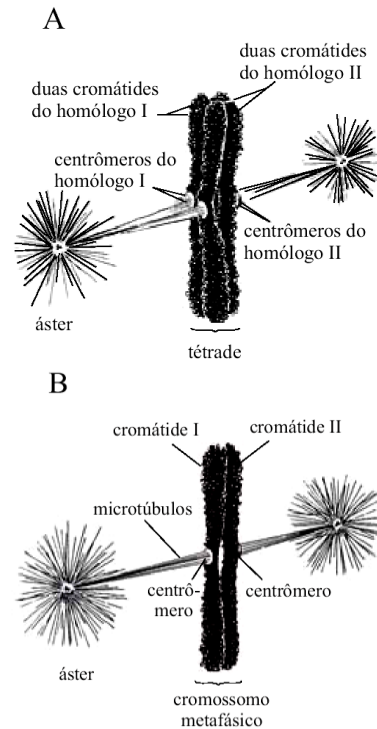 A
duas cromátides
do homólogo II
duas cromátides
do homólogo I
centrômeros do
homólogo I
centrômeros do
homólogo II
áster
tétrade
B
cromátide I
cromátide II
microtúbulos
centrô-
mero
centrômero
áster
cromossomo
metafásico